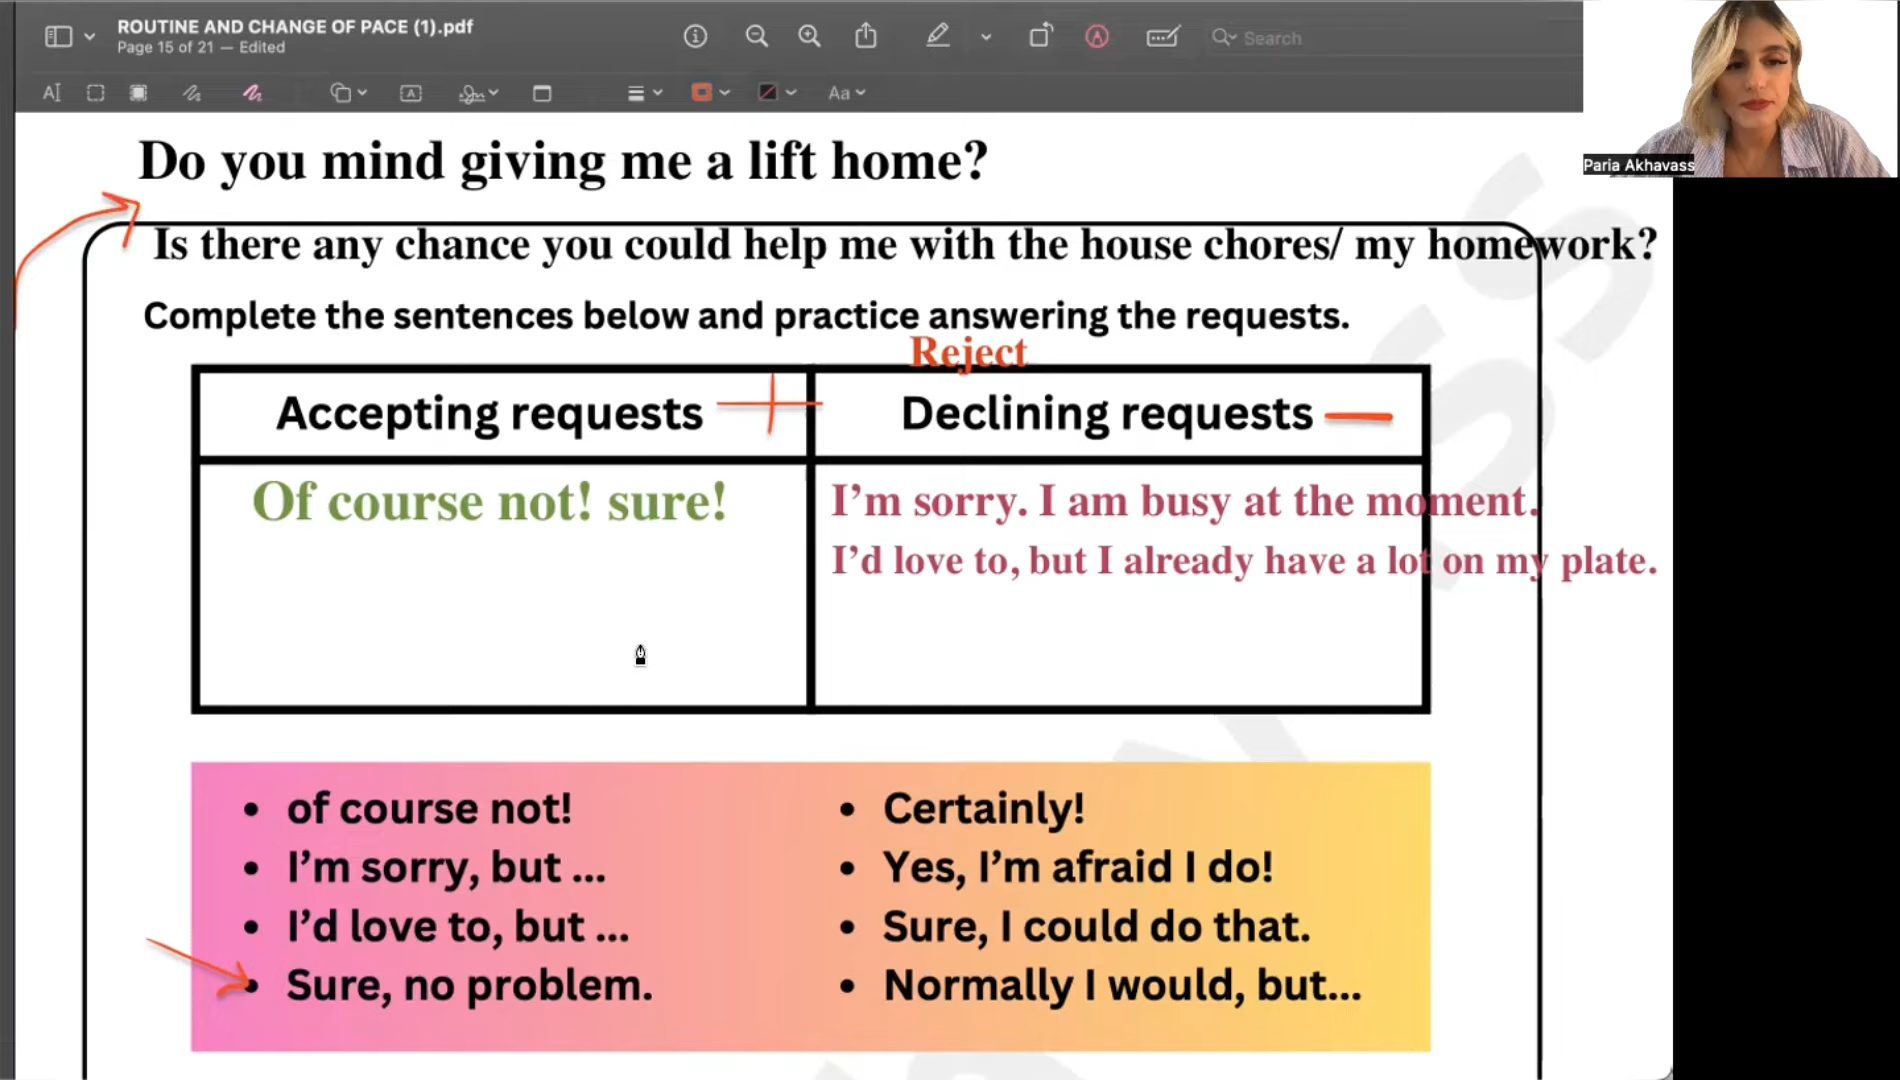 ROUTINE AND CHANGE OF PACE (1).pdf
Page 15 of 21 — Edited
Search
Aa
Paria Akhavass
Do you mind giving me a lift home?
Is there any chance you could help me with the house chores/ my homework?
Complete the sentences below and practice answering the requests.
Reject
Accepting requests
Declining requests
Of course not! sure!
I’m sorry. I am busy at the moment.
I’d love to, but I already have a lot on my plate.
• of course not!
• I’m sorry, but ...
• I’d love to, but ...
• Sure, no problem.
• Certainly!
• Yes, I’m afraid I do!
• Sure, I could do that.
• Normally I would, but...